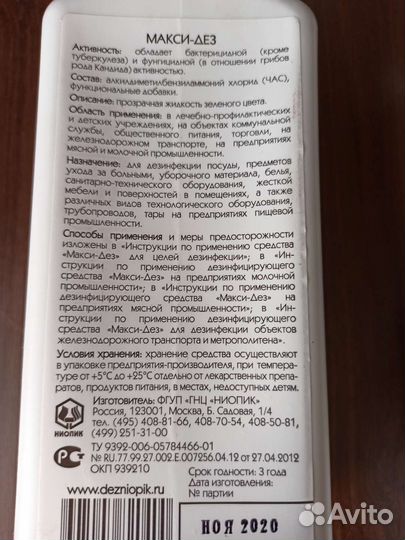 МАКСИ-ДЕЗ
Активность: обладает бактерицидной (кроме
туберкулеза) и фунгицидной (в отношении грибов
рода Кандида) активностью.
Состав: алкилдиметилбензиламмоний хлорид (ЧАС),
функциональные добавки.
Описание: прозрачная жидкость зеленого цвета.
Область применения: в лечебно-профилактических
и детских учреждениях, на объектах коммунальной
службы, общественного питания, торговли, на
железнодорожном транспорте, на предприятиях
мясной и молочной промышленности.
Назначение: для дезинфекции посуды, предметов
ухода за больными, уборочного материала, белья,
санитарно-технического оборудования, жесткой
мебели и поверхностей в помещениях, а также
различных видов технологического оборудования,
трубопроводов, тары на предприятиях пищевой
промышленности.
Способы применения и меры предосторожности
изложены в «Инструкции по применению средства
«Макси-Дез» для целей дезинфекции»; в «Ин-
струкции по применению дезинфицирующего
средства «Макси-Дез» на предприятиях молочной
промышленности»; в «Инструкции по применению
дезинфицирующего средства «Макси-Дез» на
предприятиях мясной промышленности»; в «Ин-
струкции по применению дезинфицирующего
средства «Макси-Дез» для дезинфекции объектов
железнодорожного транспорта и метрополитена».
Условия хранения: хранение средства осуществляют
в упаковке предприятия-производителя, при темпера-
туре от +5°C до +25°C отдельно от лекарственных препа-
ратов, продуктов питания, в местах, недоступных детям.
НИОПИК
Изготовитель: ФГУП «ГНЦ «НИОПИК»
Россия, 123001, Москва, Б. Садовая, 1/4
тел. (495) 408-81-66, 408-70-54, 408-50-81,
(499) 251-31-00
ТУ 9392-006-05784466-01
№ RU.77.99.27.002.Е.007256.04.12 от 27.04.2012
ОКП 939210
www.dezniopik.ru
Срок годности: 3 года
Дата изготовления:
№ партии
НОЯ 2020
Avito